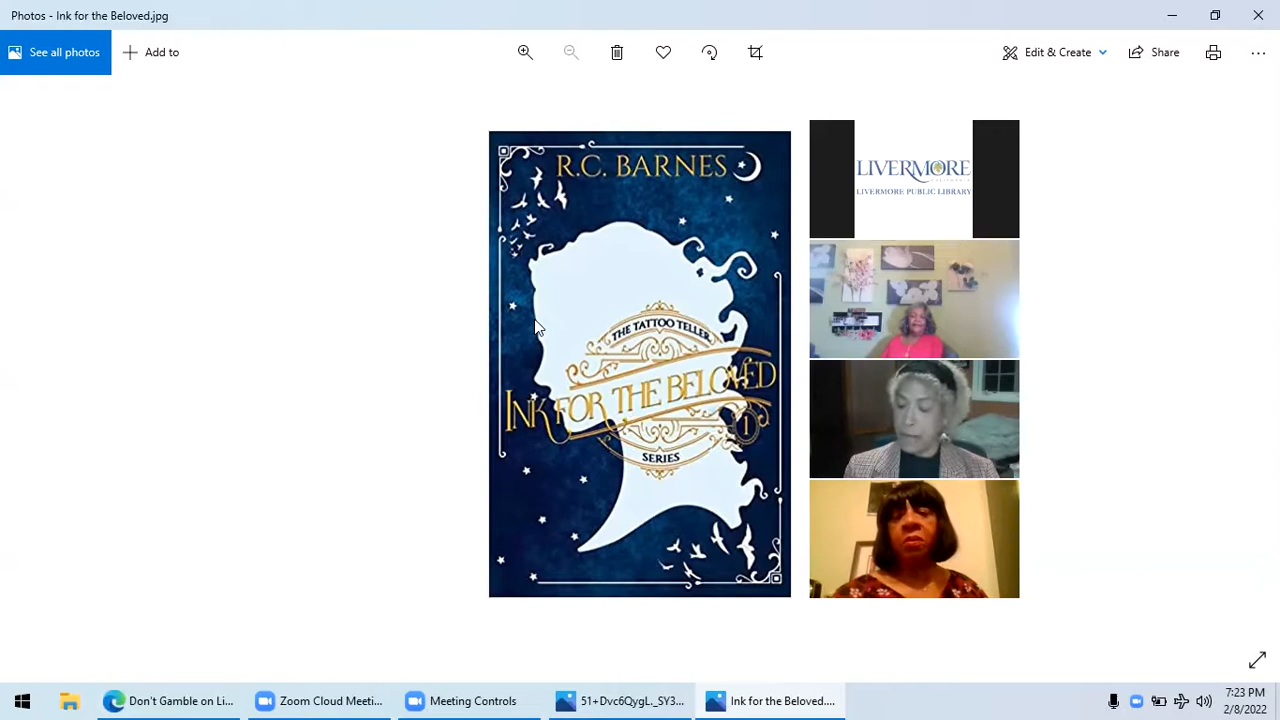 Photos - Ink for the Beloved.jpg
See all photos
Add to
Edit & Create
Share
R.C. BARNES
THE TATTOO TELLER
INK FOR THE BELOVED
1
SERIES
LIVERMORE
CALIFORNIA
LIVERMORE PUBLIC LIBRARY
Don't Gamble on Li...
Zoom Cloud Meeti...
Meeting Controls
51+Dvc6QygL._SY3...
Ink for the Beloved....
7:23 PM
2/8/2022